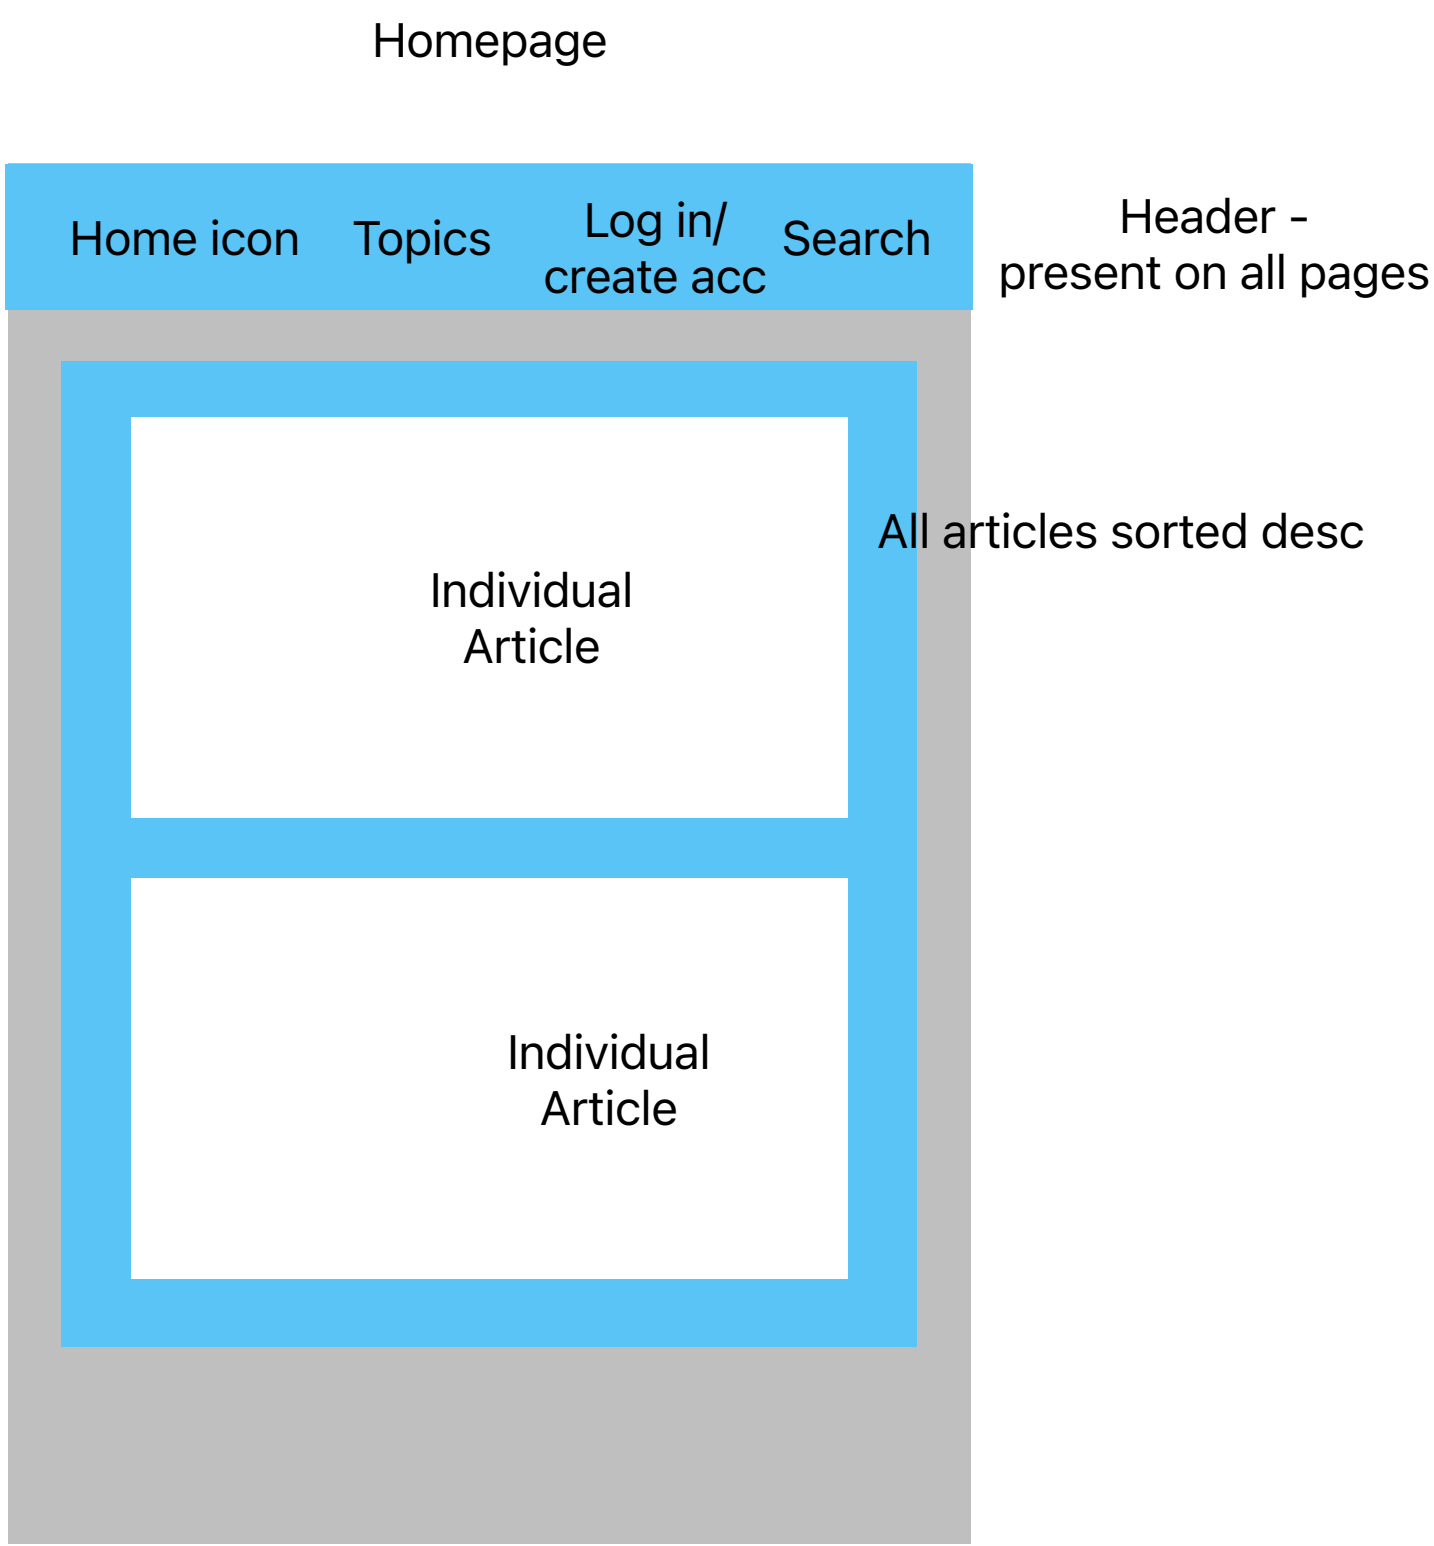 Homepage
Home icon
Topics
Log in/
create acc
Search
Header -
present on all pages
All articles sorted desc
Individual
Article
Individual
Article